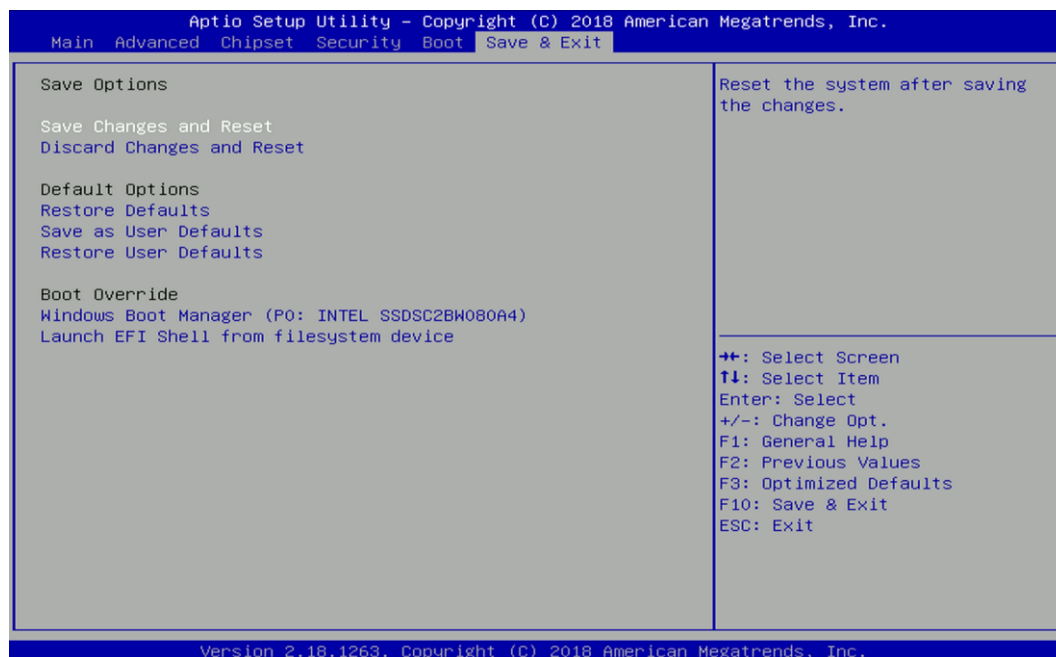 Aptio Setup Utility – Copyright (C) 2018 American Megatrends, Inc.
Main Advanced Chipset Security Boot Save & Exit
Save Options
Save Changes and Reset
Discard Changes and Reset
Default Options
Restore Defaults
Save as User Defaults
Restore User Defaults
Boot Override
Windows Boot Manager (P0: INTEL SSDSC2BW080A4)
Launch EFI Shell from filesystem device
Reset the system after saving
the changes.
→←: Select Screen
↑↓: Select Item
Enter: Select
+/-: Change Opt.
F1: General Help
F2: Previous Values
F3: Optimized Defaults
F10: Save & Exit
ESC: Exit
Version 2.18.1263. Copyright (C) 2018 American Megatrends, Inc.